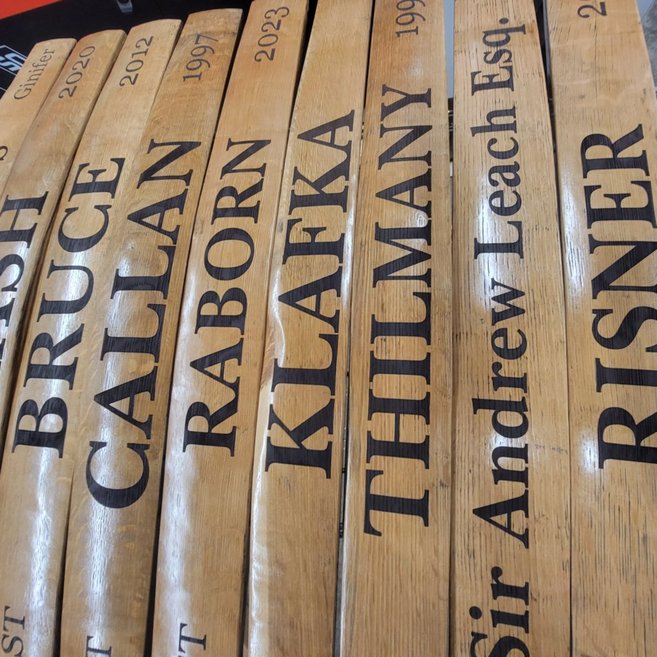 Ginifer
BRUCE 2020
CALLAN 2012
RABORN 1997
KLAFKA 2023
THILMANY
Sir Andrew Leach Esq.
RISNER